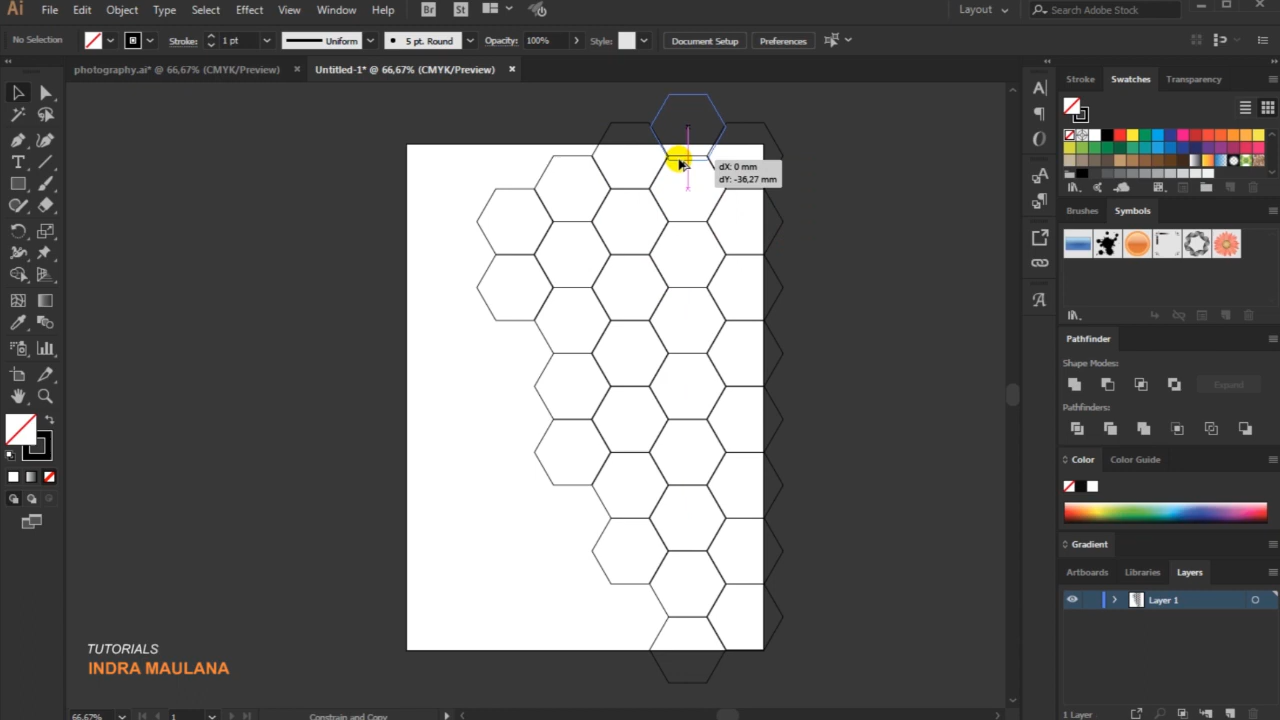 Ai File Edit Object Type Select Effect View Window Help Br St Layout Search Adobe Stock
No Selection Stroke: 1 pt Uniform 5 pt. Round Opacity: 100% Style: Document Setup Preferences
photography.ai* @ 66,67% (CMYK/Preview) × Untitled-1* @ 66,67% (CMYK/Preview) ×
Stroke Swatches Transparency
dX: 0 mm
dY: -36,27 mm
Brushes Symbols
Pathfinder
Shape Modes:
Expand
Pathfinders:
Color Color Guide
Gradient
Artboards Libraries Layers
Layer 1
TUTORIALS
INDRA MAULANA
66,67% 1 Constrain and Copy
1 Layer